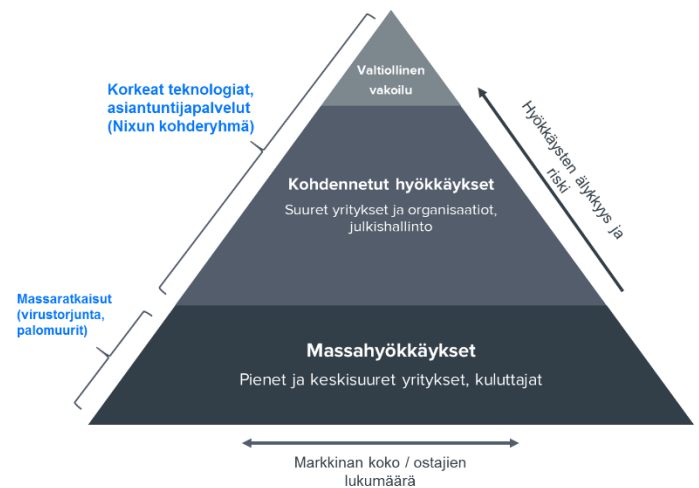 Valtiollinen
vakoilu
Korkeat teknologiat,
asiantuntijapalvelut
(Nixun kohderyhmä)
Hyökkäysten älykkyys ja
riski
Kohdennetut hyökkäykset
Suuret yritykset ja organisaatiot,
julkishallinto
Massaratkaisut
(virustorjunta,
palomuurit)
Massahyökkäykset
Pienet ja keskisuuret yritykset, kuluttajat
Markkinan koko / ostajien
lukumäärä